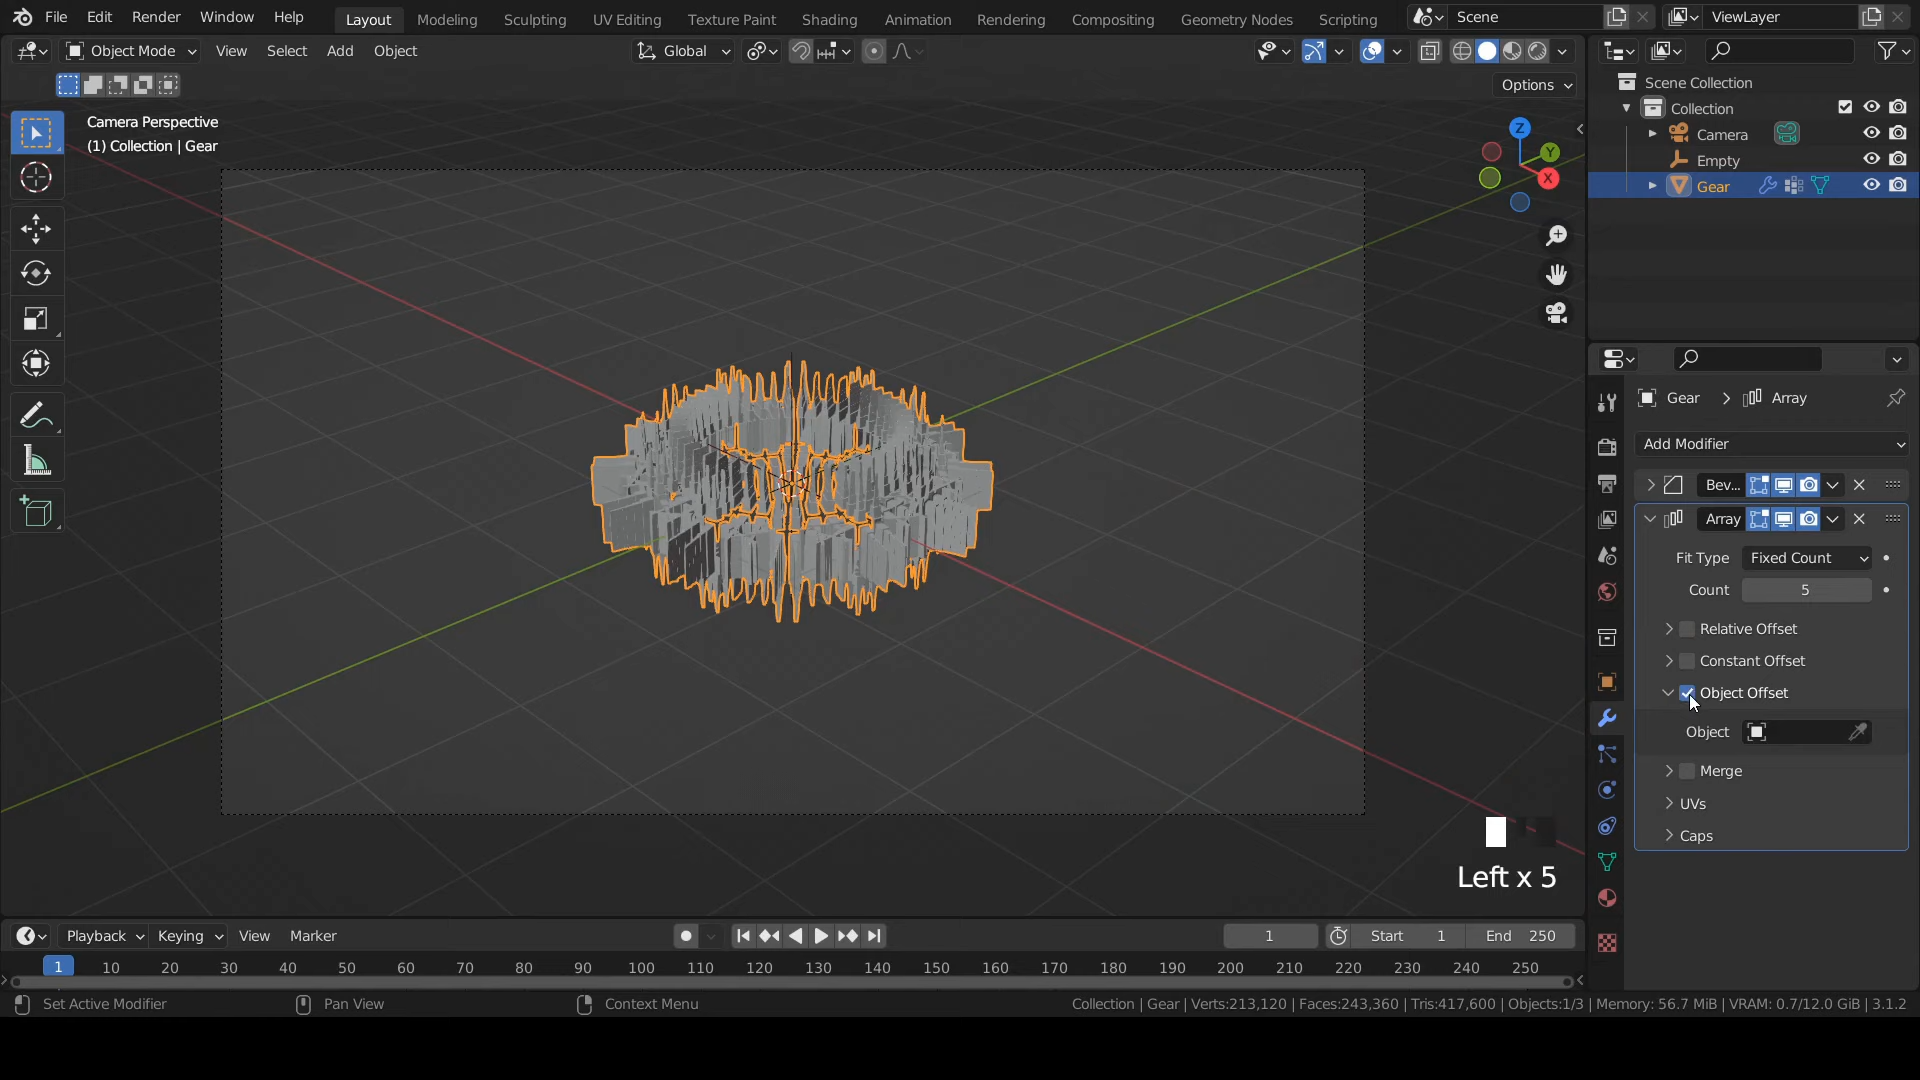 File Edit Render Window Help Layout Modeling Sculpting UV Editing Texture Paint Shading Animation Rendering Compositing Geometry Nodes Scripting Scene ViewLayer
Object Mode View Select Add Object Global
Options
Camera Perspective
(1) Collection | Gear
Z
Y
X
Scene Collection
Collection
Camera
Empty
Gear
Gear > Array
Add Modifier
Bev...
Array
Fit Type Fixed Count
Count 5
Relative Offset
Constant Offset
Object Offset
Object
Merge
UVs
Caps
Left x 5
Playback Keying View Marker 1 Start 1 End 250
1 10 20 30 40 50 60 70 80 90 100 110 120 130 140 150 160 170 180 190 200 210 220 230 240 250
Set Active Modifier Pan View Context Menu Collection | Gear | Verts:213,120 | Faces:243,360 | Tris:417,600 | Objects:1/3 | Memory: 56.7 MiB | VRAM: 0.7/12.0 GiB | 3.1.2